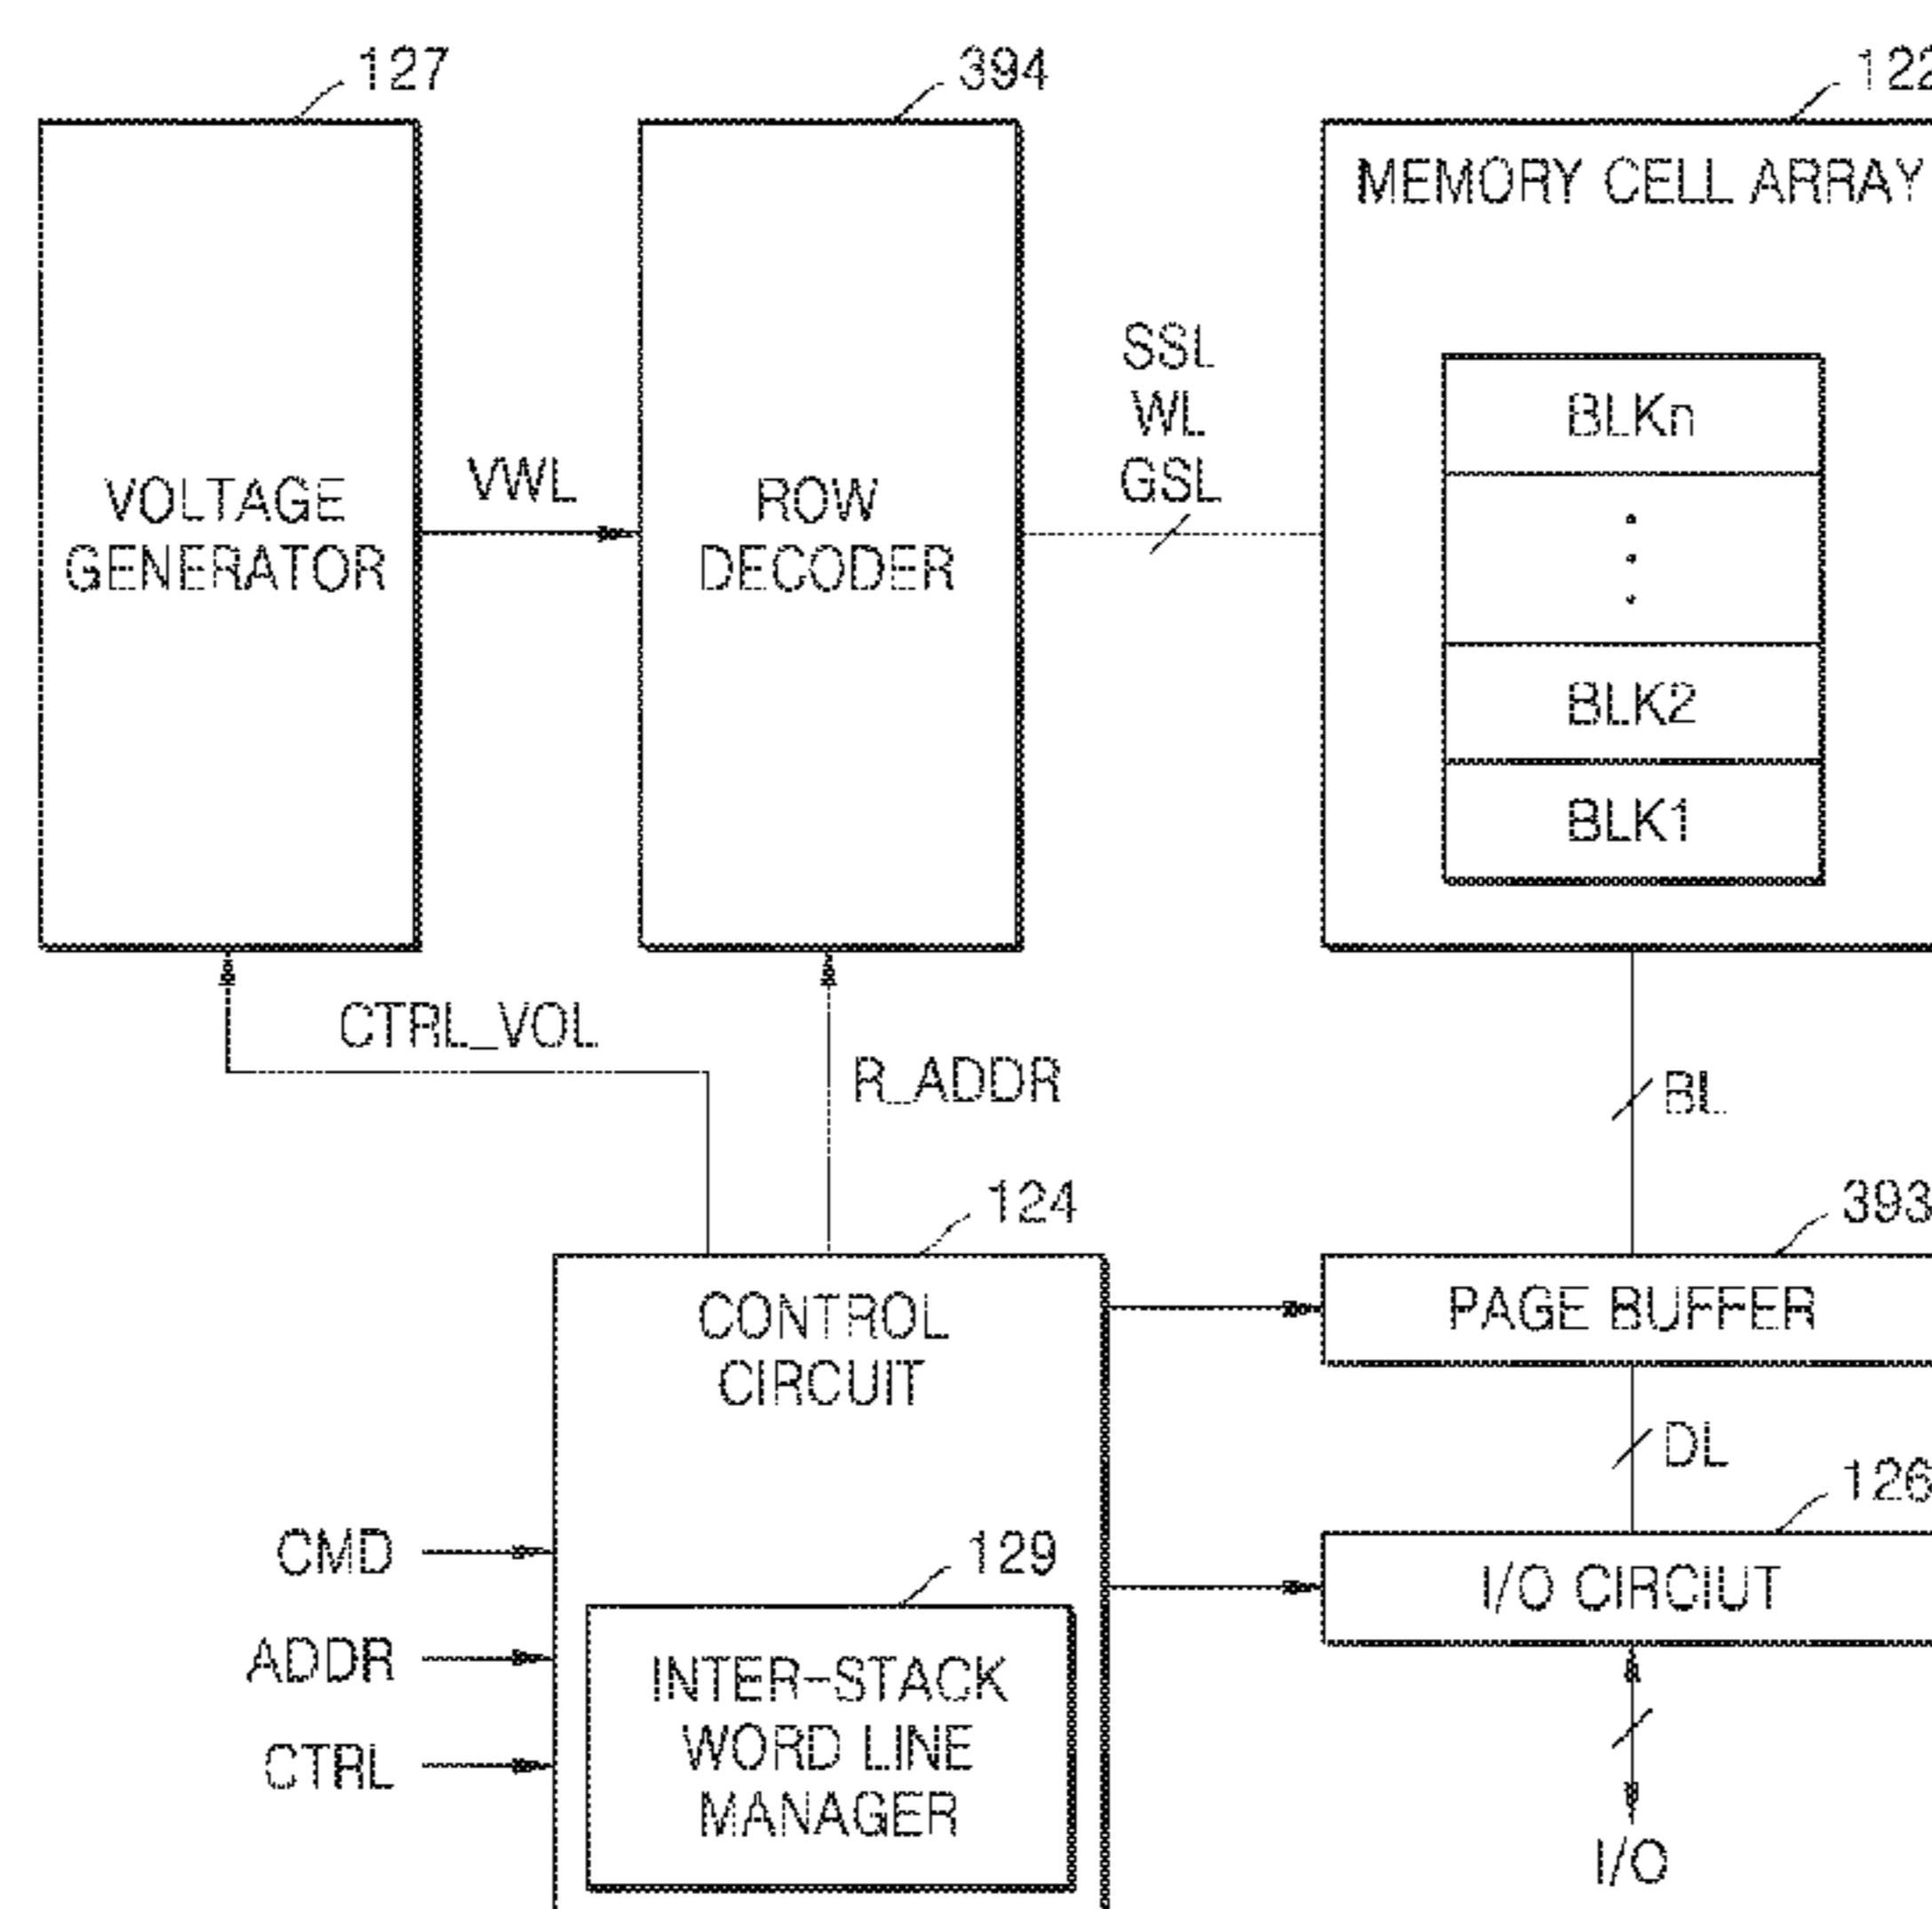 127
394
122
MEMORY CELL ARRAY
VOLTAGE
GENERATOR
VWL
ROW
DECODER
SSL
WL
GSL
BLKn
BLK2
BLK1
CTRL_VOL
R_ADDR
BL
124
393
CONTROL
CIRCUIT
PAGE BUFFER
DL
126
I/O CIRCIUT
CMD
ADDR
CTRL
129
INTER-STACK
WORD LINE
MANAGER
I/O